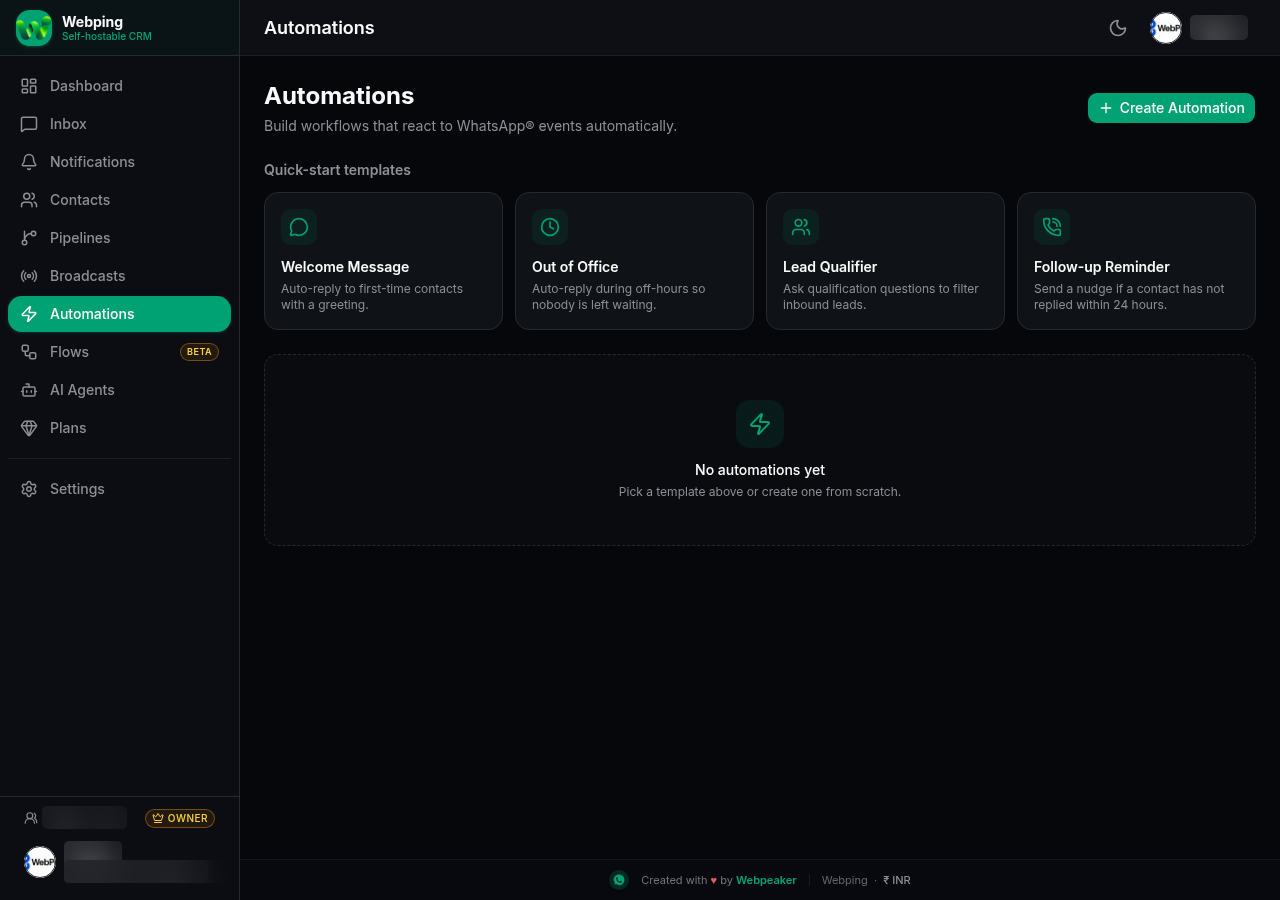 Webping
Self-hostable CRM
Dashboard
Inbox
Notifications
Contacts
Pipelines
Broadcasts
Automations
Flows
BETA
AI Agents
Plans
Settings
OWNER
WebP
Automations
WebP
Automations
Build workflows that react to WhatsApp® events automatically.
Create Automation
Quick-start templates
Welcome Message
Auto-reply to first-time contacts
with a greeting.
Out of Office
Auto-reply during off-hours so
nobody is left waiting.
Lead Qualifier
Ask qualification questions to filter
inbound leads.
Follow-up Reminder
Send a nudge if a contact has not
replied within 24 hours.
No automations yet
Pick a template above or create one from scratch.
Created with ♥ by Webpeaker
Webping · ₹ INR